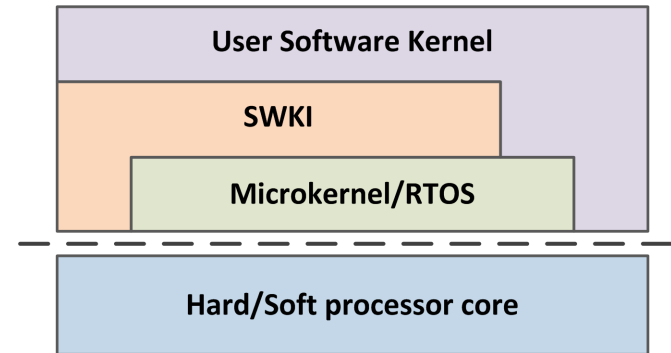 User Software Kernel
SWKI
Microkernel/RTOS
Hard/Soft processor core